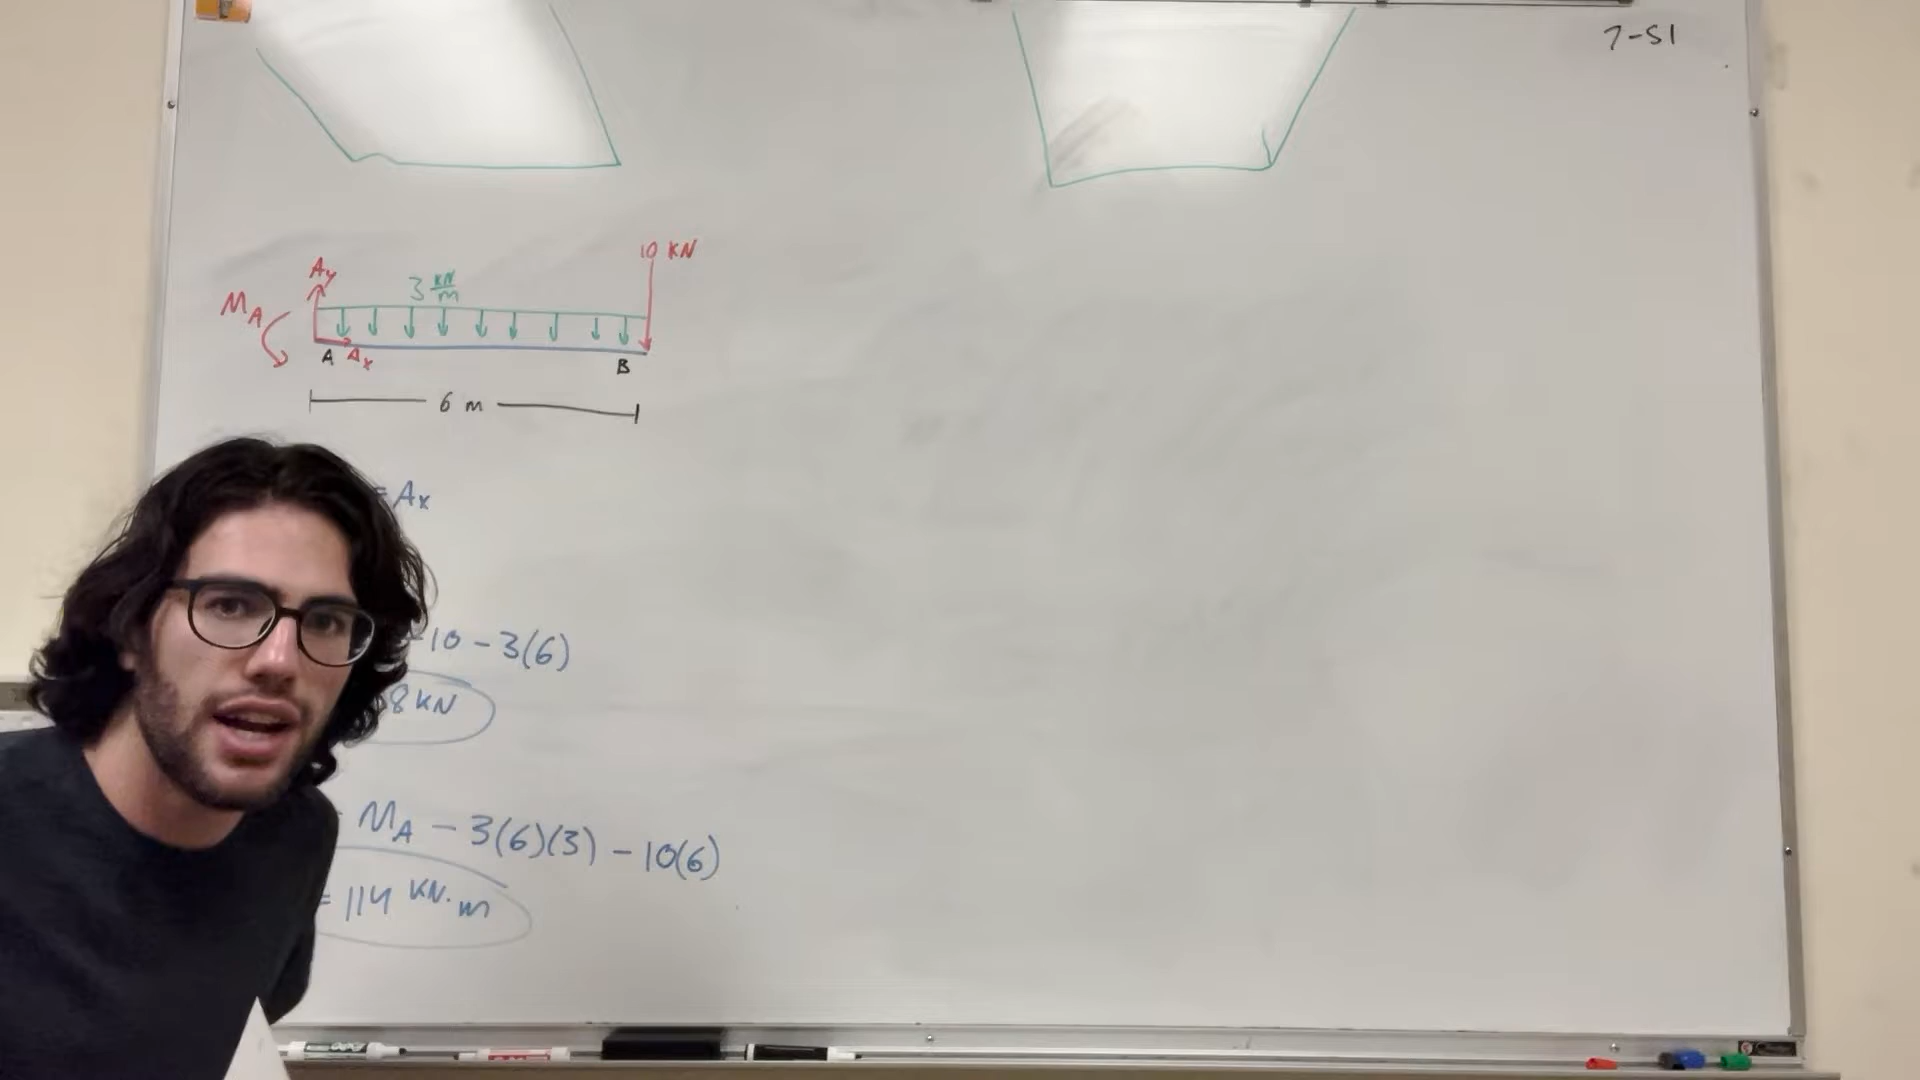 7-51
10 KN
Ay
3 KN/m
MA
A Ax
B
6 m
= Ax
-10 - 3(6)
8 KN
MA - 3(6)(3) - 10(6)
= 114 KN·m